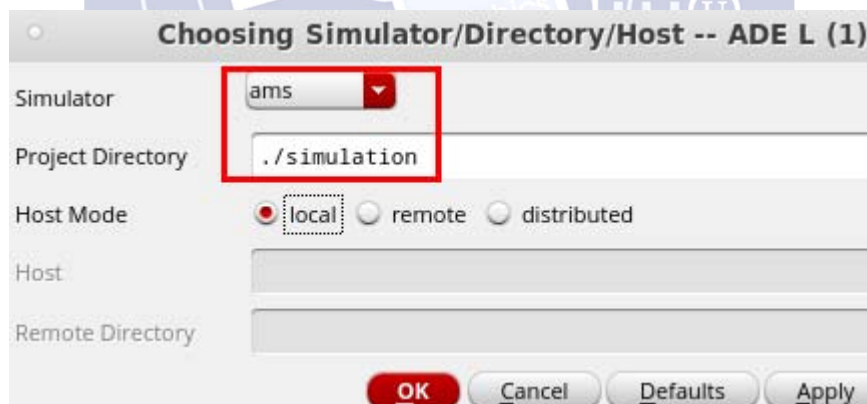 Choosing Simulator/Directory/Host -- ADE L (1)
Simulator ams
Project Directory ./simulation
Host Mode local remote distributed
Host
Remote Directory
OK Cancel Defaults Apply